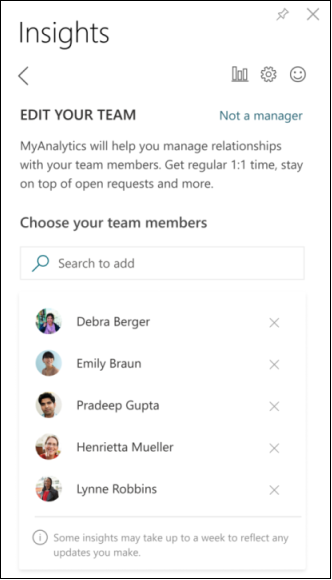 Insights
EDIT YOUR TEAM
Not a manager
MyAnalytics will help you manage relationships
with your team members. Get regular 1:1 time, stay
on top of open requests and more.
Choose your team members
Search to add
Debra Berger
Emily Braun
Pradeep Gupta
Henrietta Mueller
Lynne Robbins
Some insights may take up to a week to reflect any
updates you make.